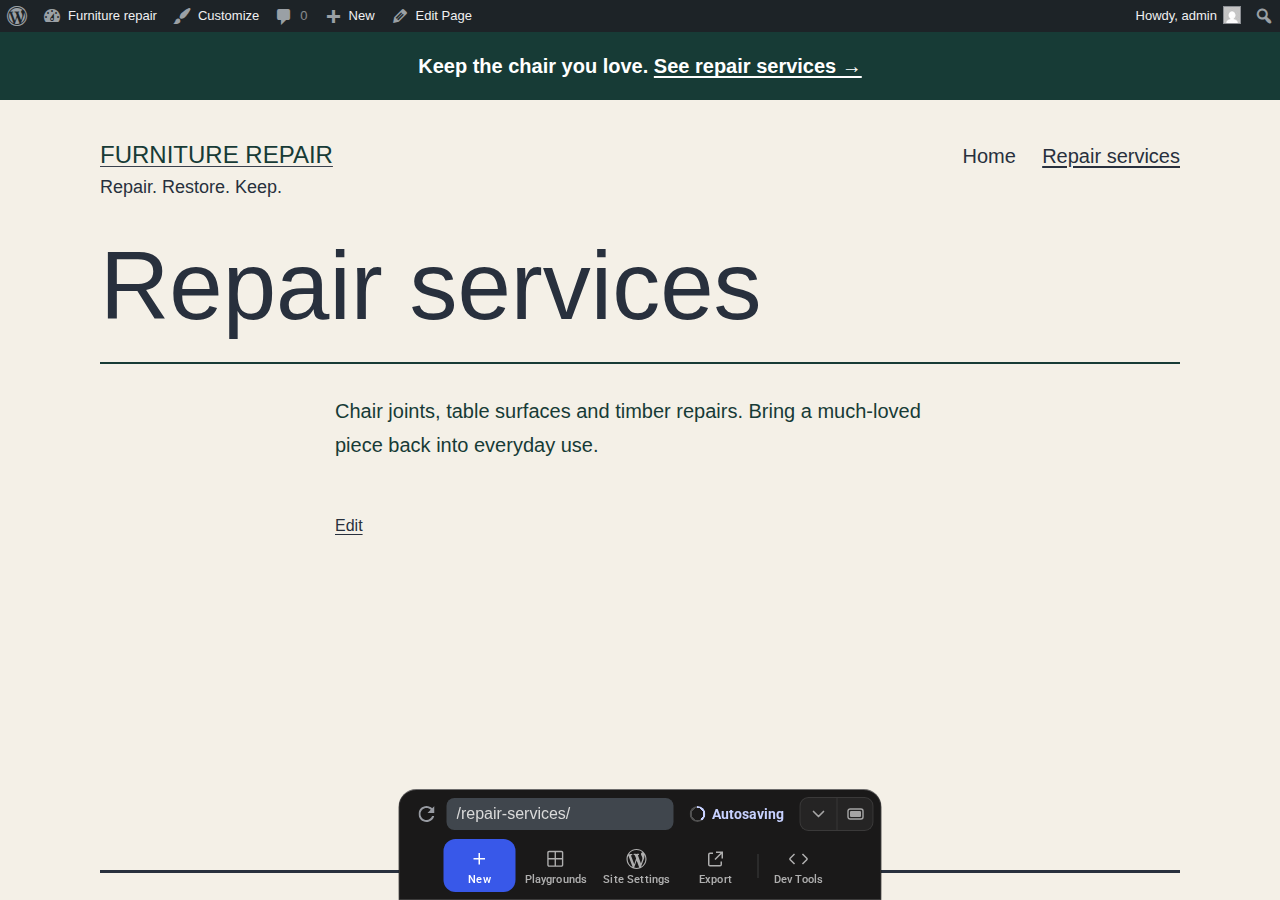 Furniture repair Customize 0 New Edit Page Howdy, admin
Keep the chair you love. See repair services →
FURNITURE REPAIR
Home Repair services
Repair. Restore. Keep.
Repair services
Chair joints, table surfaces and timber repairs. Bring a much-loved
piece back into everyday use.
Edit
/repair-services/ Autosaving
New Playgrounds Site Settings Export Dev Tools